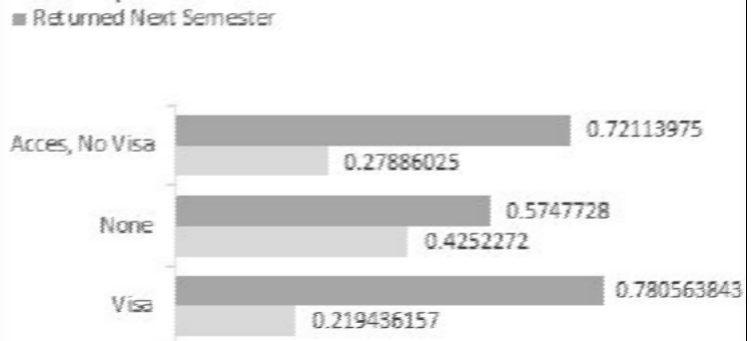 Returned Next Semester
Acces, No Visa
0.72113975
0.27886025
None
0.5747728
0.4252272
Visa
0.780563843
0.219436157